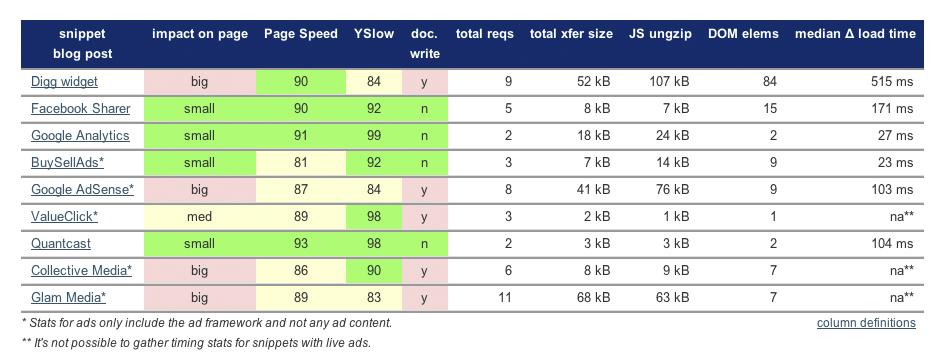 snippet impact on page Page Speed YSlow doc. total reqs total xfer size JS ungzip DOM elems median Δ load time
blog post write
Digg widget big 90 84 y 9 52 kB 107 kB 84 515 ms
Facebook Sharer small 90 92 n 5 8 kB 7 kB 15 171 ms
Google Analytics small 91 99 n 2 18 kB 24 kB 2 27 ms
BuySellAds* small 81 92 n 3 7 kB 14 kB 9 23 ms
Google AdSense* big 87 84 y 8 41 kB 76 kB 9 103 ms
ValueClick* med 89 98 y 3 2 kB 1 kB 1 na**
Quantcast small 93 98 n 2 3 kB 3 kB 2 104 ms
Collective Media* big 86 90 y 6 8 kB 9 kB 7 na**
Glam Media* big 89 83 y 11 68 kB 63 kB 7 na**
* Stats for ads only include the ad framework and not any ad content. column definitions
** It's not possible to gather timing stats for snippets with live ads.